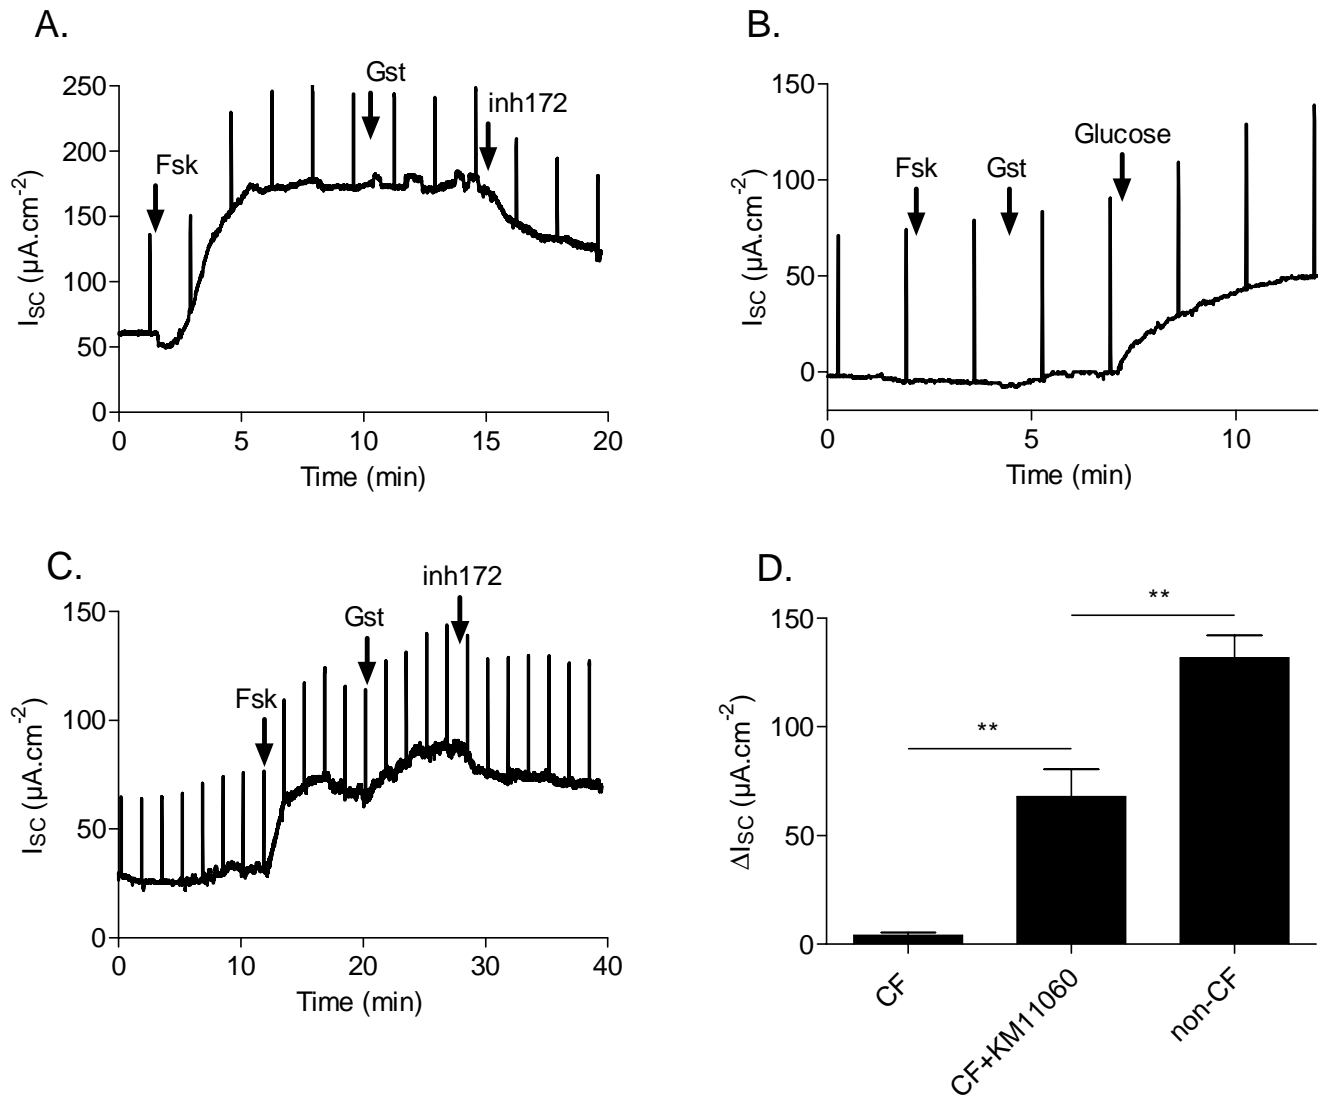 A.
250
200
150
100
50
0
Isc (µA.cm-2)
Fsk
Gst
inh172
0 5 10 15 20
Time (min)
B.
150
100
50
0
Isc (µA.cm-2)
Fsk
Gst
Glucose
0 5 10
Time (min)
C.
150
100
50
0
Isc (µA.cm-2)
Fsk
Gst
inh172
0 10 20 30 40
Time (min)
D.
150
100
50
0
ΔIsc (µA.cm-2)
**
**
CF
CF+KM11060
non-CF